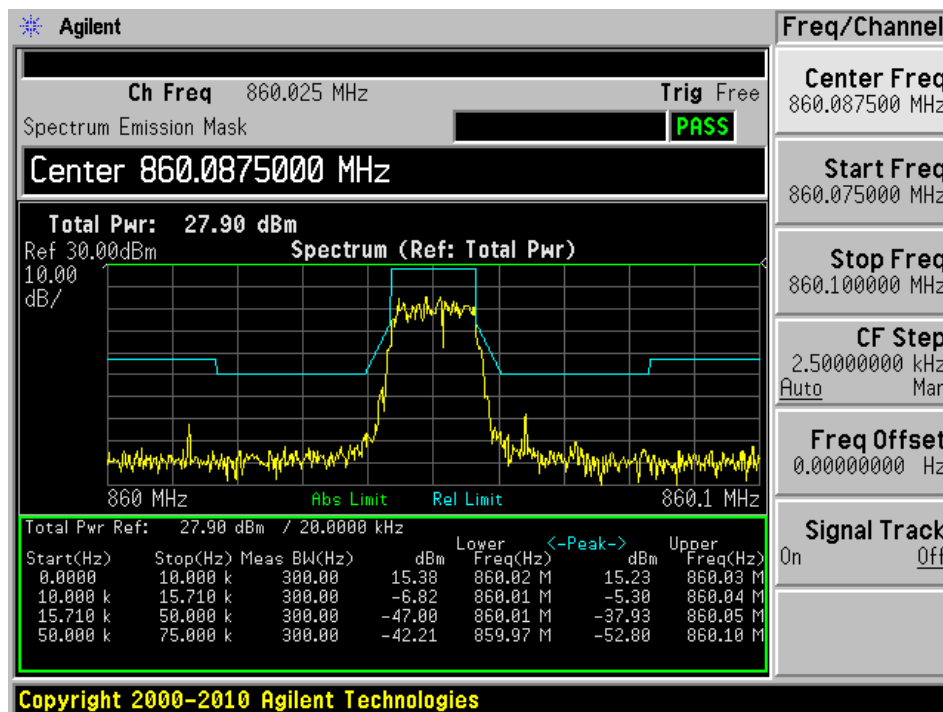 Agilent
Freq/Channel
Ch Freq 860.025 MHz Trig Free
Spectrum Emission Mask PASS
Center 860.0875000 MHz
Total Pwr: 27.90 dBm
Ref 30.00dBm Spectrum (Ref: Total Pwr)
10.00
dB/
860 MHz Abs Limit Rel Limit 860.1 MHz
Total Pwr Ref: 27.90 dBm / 20.0000 kHz
Lower <-Peak-> Upper
Start(Hz) Stop(Hz) Meas BW(Hz) dBm Freq(Hz) dBm Freq(Hz)
0.0000 10.000 k 300.00 15.38 860.02 M 15.23 860.03 M
10.000 k 15.710 k 300.00 -6.82 860.01 M -5.30 860.04 M
15.710 k 50.000 k 300.00 -47.00 860.01 M -37.93 860.05 M
50.000 k 75.000 k 300.00 -42.21 859.97 M -52.80 860.10 M
Center Freq
860.087500 MHz
Start Freq
860.075000 MHz
Stop Freq
860.100000 MHz
CF Step
2.50000000 kHz
Auto Man
Freq Offset
0.00000000 Hz
Signal Track
On Off
Copyright 2000-2010 Agilent Technologies